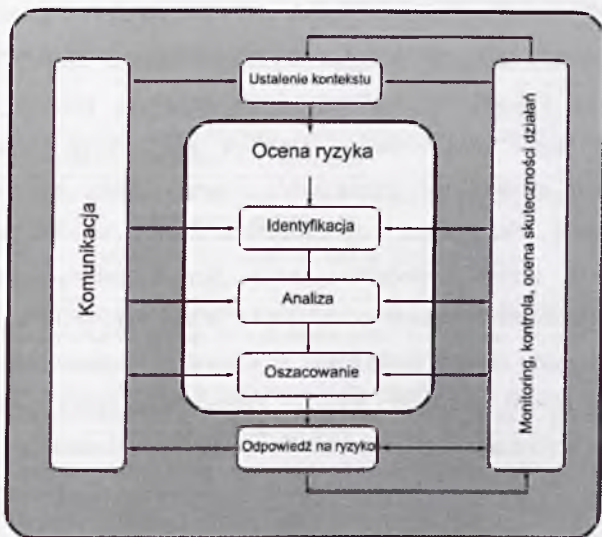 Ustalenie kontekstu
Ocena ryzyka
Identyfikacja
Analiza
Oszacowanie
Odpowiedź na ryzyko
Komunikacja
Monitoring, kontrola, ocena skuteczności działań